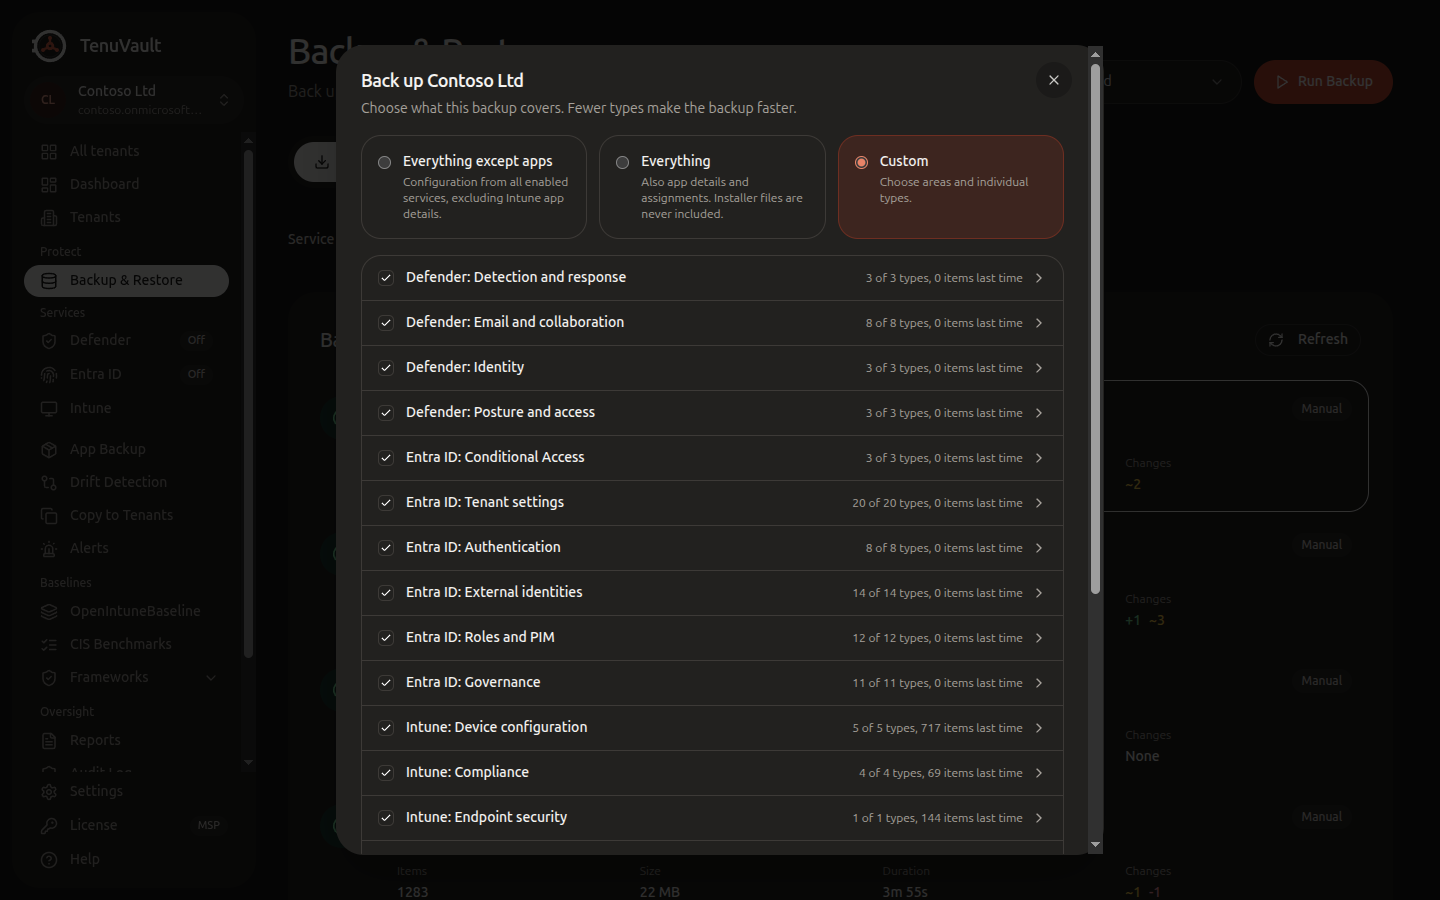 TenuVault
CL
Contoso Ltd
contoso.onmicrosoft...
All tenants
Dashboard
Tenants
Protect
Backup & Restore
Services
Defender
Off
Entra ID
Off
Intune
App Backup
Drift Detection
Copy to Tenants
Alerts
Baselines
OpenIntuneBaseline
CIS Benchmarks
Frameworks
Oversight
Reports
Audit Log
Settings
License
MSP
Help
Back up
Run Backup
Service
Refresh
Back up Contoso Ltd
Choose what this backup covers. Fewer types make the backup faster.
Everything except apps
Configuration from all enabled
services, excluding Intune app
details.
Everything
Also app details and
assignments. Installer files are
never included.
Custom
Choose areas and individual
types.
Defender: Detection and response
3 of 3 types, 0 items last time
Defender: Email and collaboration
8 of 8 types, 0 items last time
Defender: Identity
3 of 3 types, 0 items last time
Defender: Posture and access
3 of 3 types, 0 items last time
Entra ID: Conditional Access
3 of 3 types, 0 items last time
Entra ID: Tenant settings
20 of 20 types, 0 items last time
Entra ID: Authentication
8 of 8 types, 0 items last time
Entra ID: External identities
14 of 14 types, 0 items last time
Entra ID: Roles and PIM
12 of 12 types, 0 items last time
Entra ID: Governance
11 of 11 types, 0 items last time
Intune: Device configuration
5 of 5 types, 717 items last time
Intune: Compliance
4 of 4 types, 69 items last time
Intune: Endpoint security
1 of 1 types, 144 items last time
Manual
Changes
~2
Manual
Changes
+1 ~3
Manual
Changes
None
Manual
Items
1283
Size
22 MB
Duration
3m 55s
Changes
~1 -1